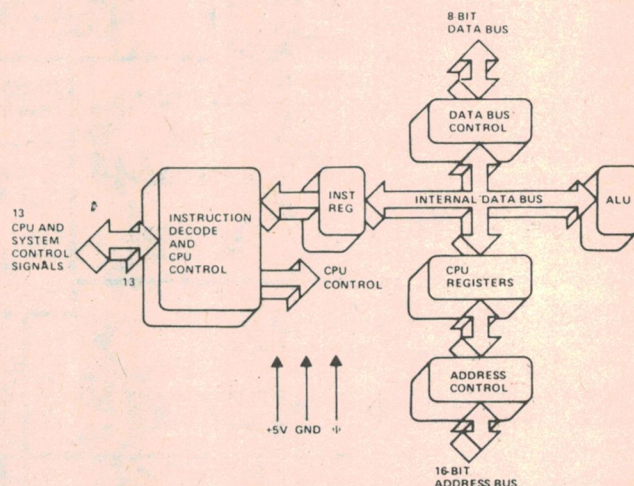 8-BIT
DATA BUS
DATA BUS
CONTROL
INST
REG
INTERNAL DATA BUS
ALU
13
CPU AND
SYSTEM
CONTROL
SIGNALS
13
INSTRUCTION
DECODE
AND
CPU
CONTROL
CPU
CONTROL
CPU
REGISTERS
ADDRESS
CONTROL
+5V GND Φ
16-BIT
ADDRESS BUS